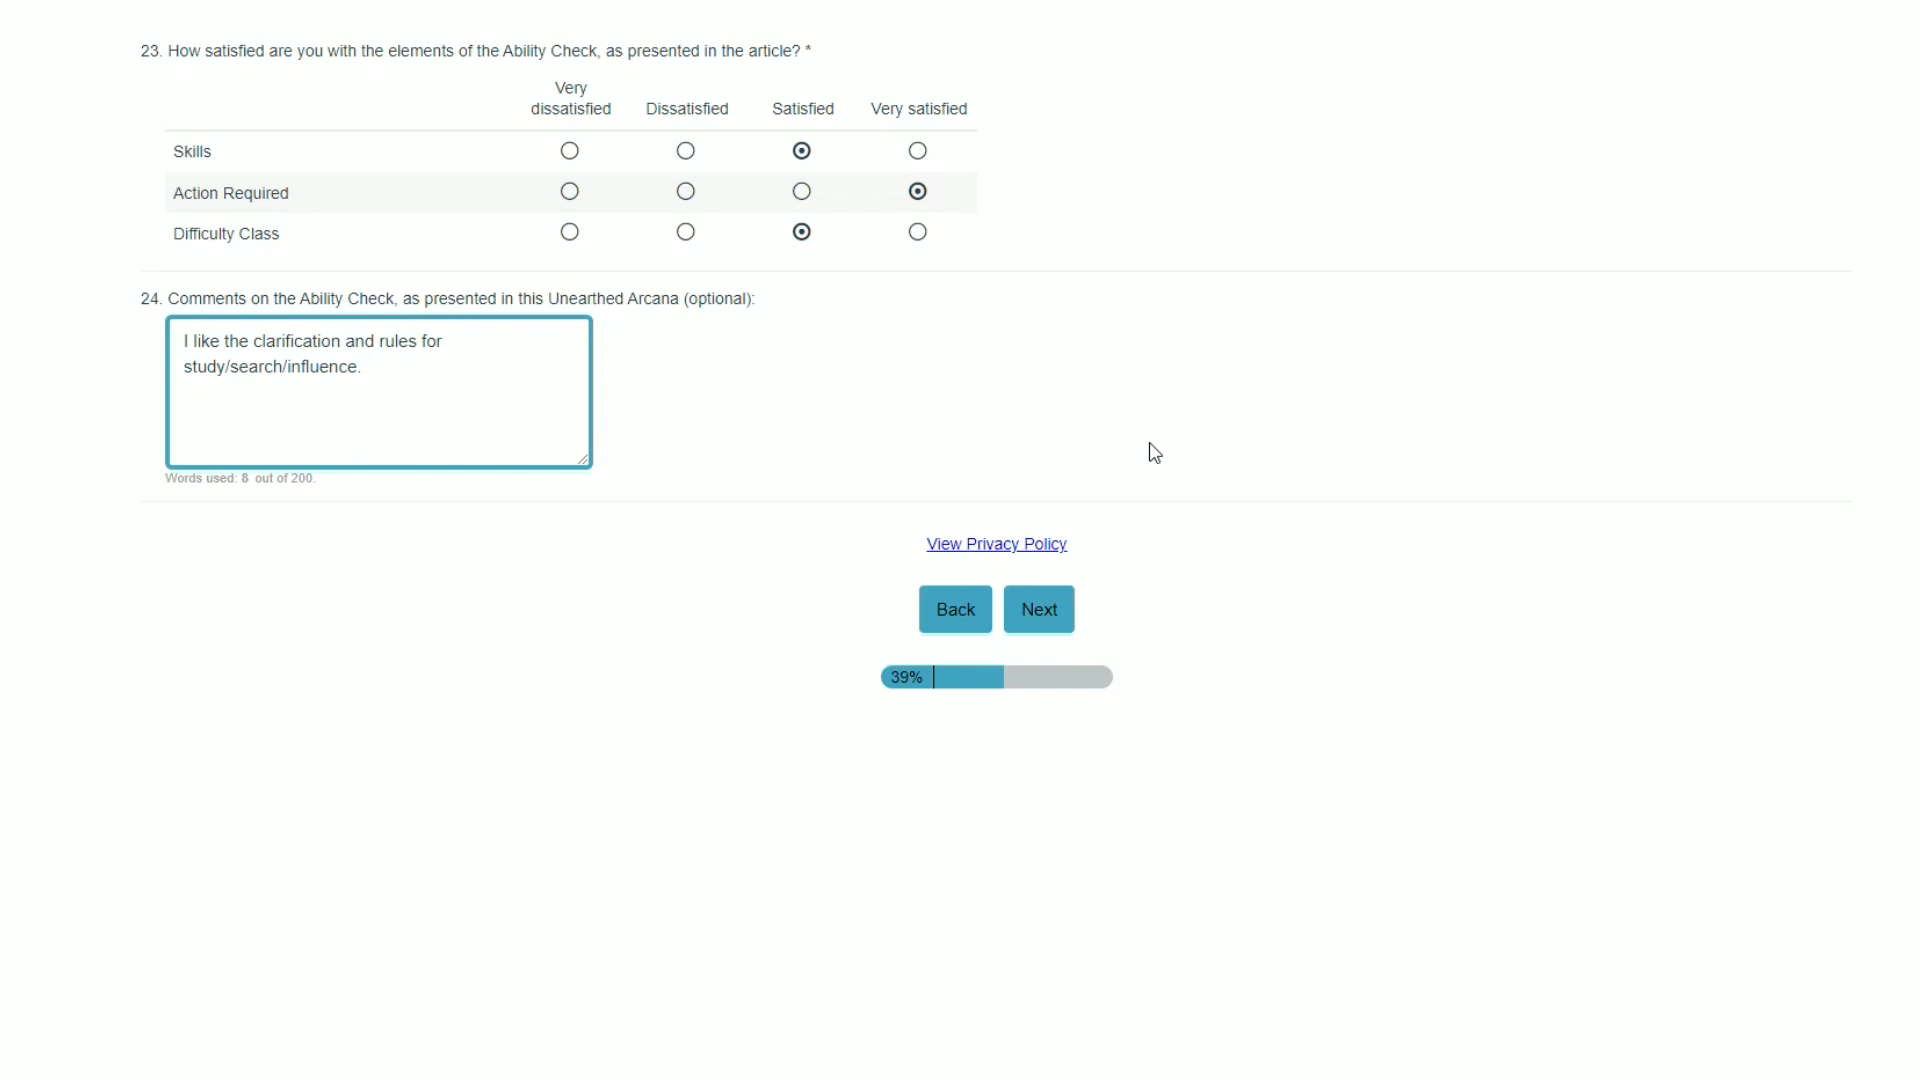 23. How satisfied are you with the elements of the Ability Check, as presented in the article? *
Very dissatisfied Dissatisfied Satisfied Very satisfied
Skills
Action Required
Difficulty Class
24. Comments on the Ability Check, as presented in this Unearthed Arcana (optional):
I like the clarification and rules for
study/search/influence.
Words used: 8 out of 200.
View Privacy Policy
Back Next
39%